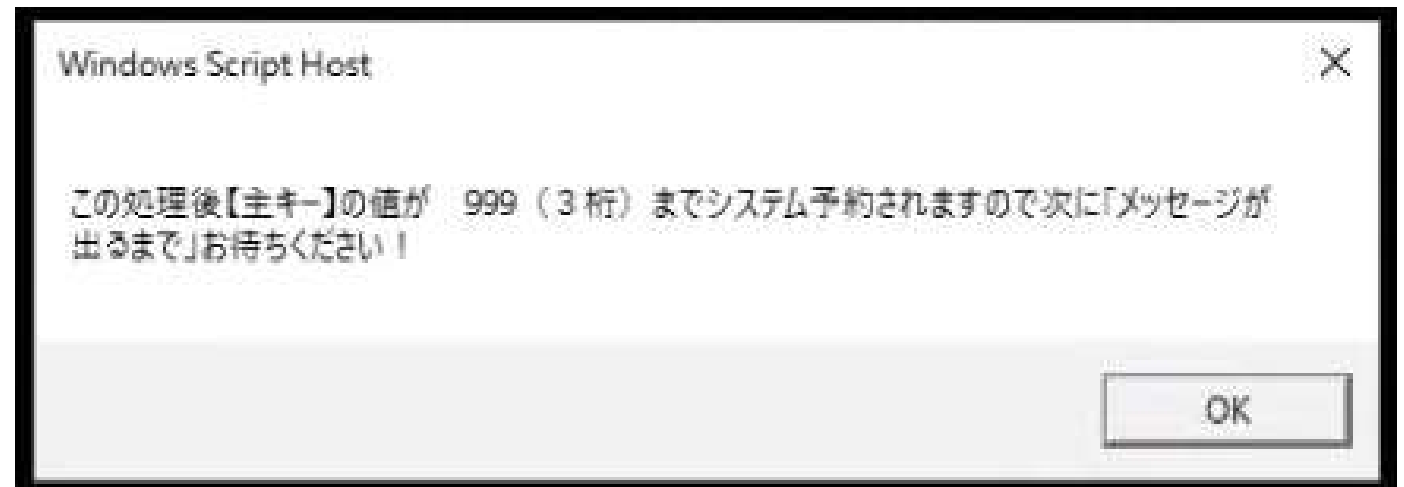 Windows Script Host
この処理後【主キー】の値が　999（３桁）までシステム予約されますので次に「メッセージが
出るまで」お待ちください！
OK